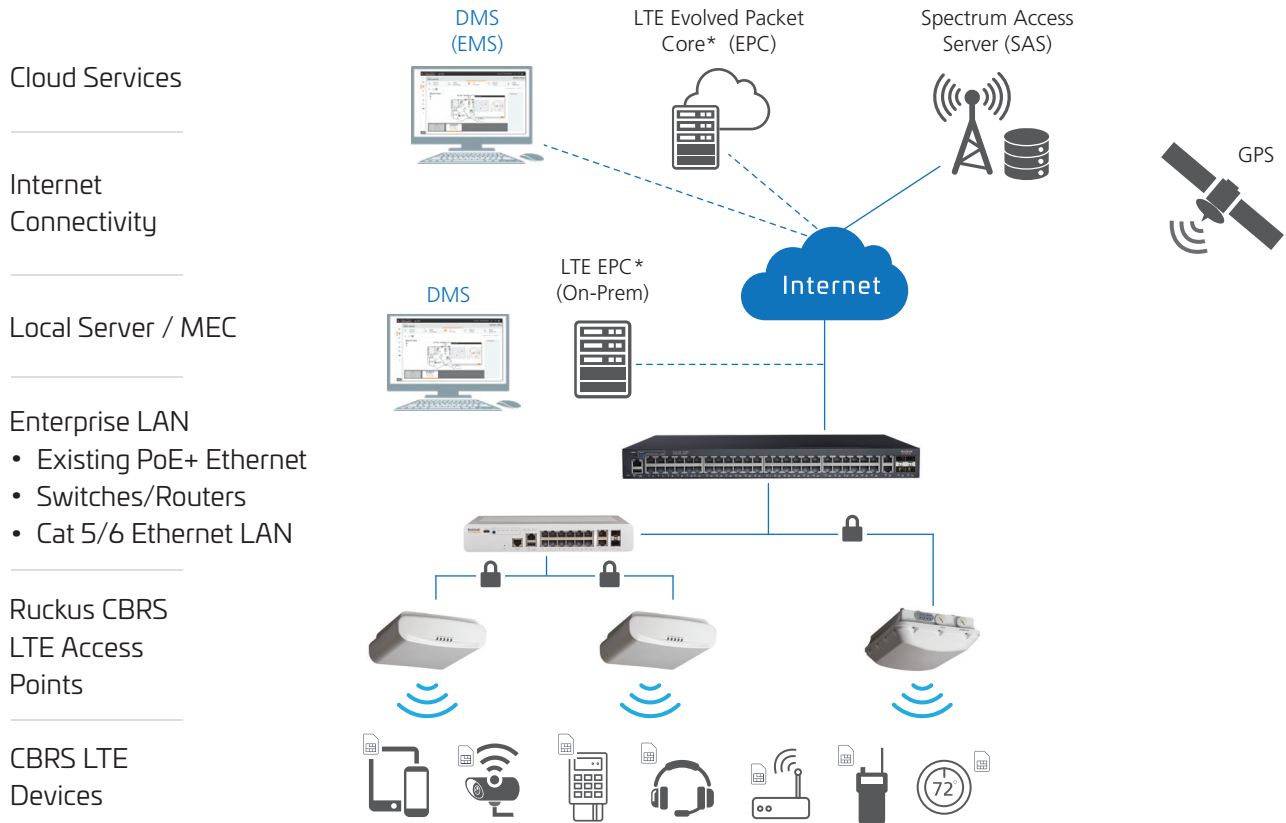 DMS
(EMS)
LTE Evolved Packet
Core* (EPC)
Spectrum Access
Server (SAS)
Cloud Services
GPS
Internet
Connectivity
Internet
LTE EPC*
(On-Prem)
DMS
Local Server / MEC
Enterprise LAN
• Existing PoE+ Ethernet
• Switches/Routers
• Cat 5/6 Ethernet LAN
Ruckus CBRS
LTE Access
Points
CBRS LTE
Devices
72°